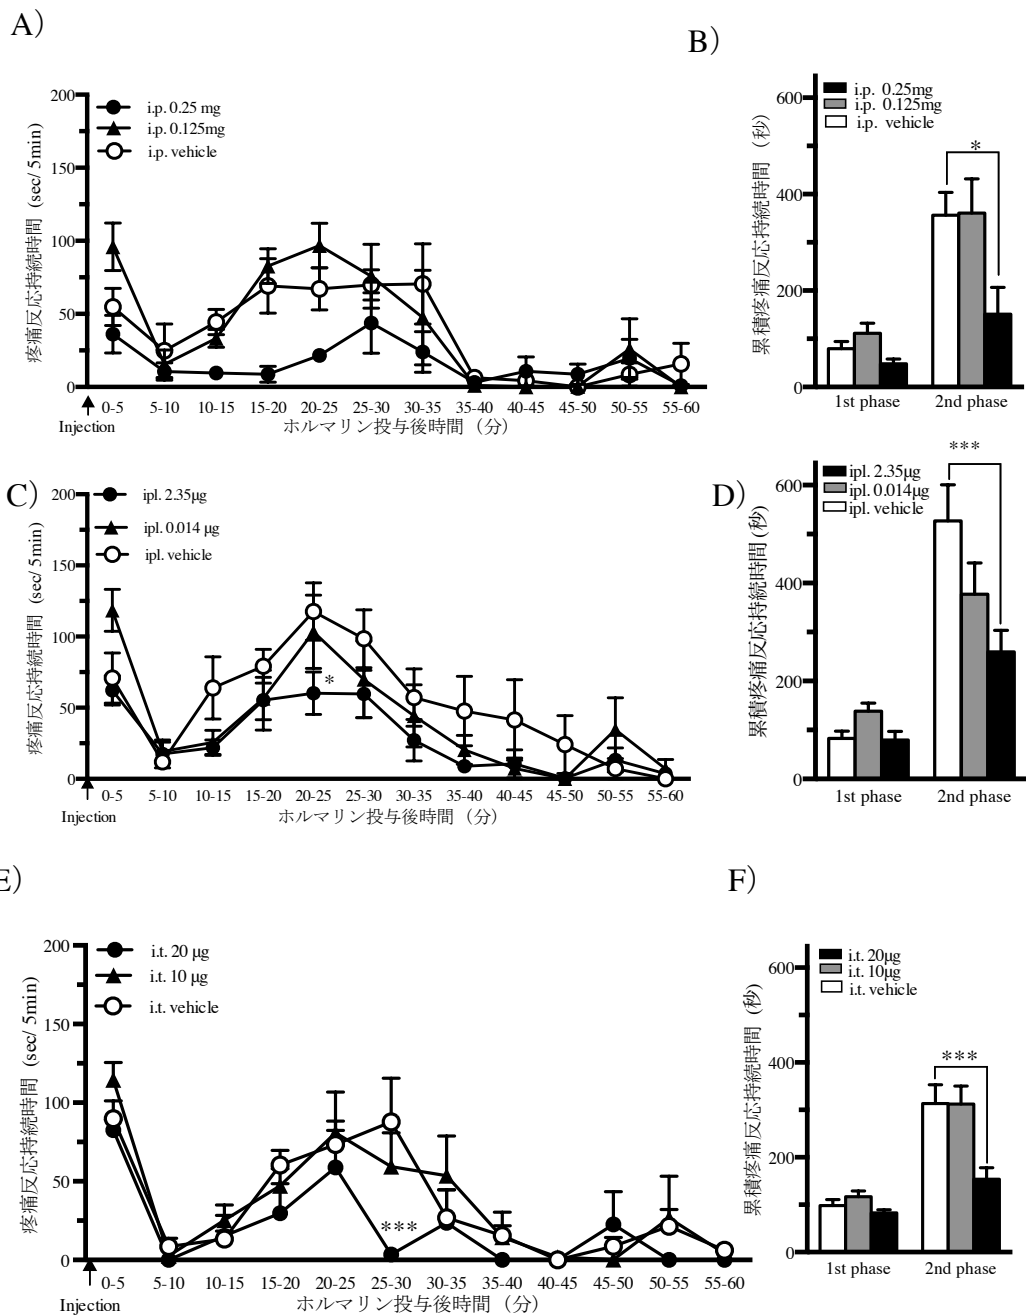 A)
200
150
100
50
0
疼痛反応持続時間 (sec/ 5min)
i.p. 0.25 mg
i.p. 0.125mg
i.p. vehicle
0-5 5-10 10-15 15-20 20-25 25-30 30-35 35-40 40-45 45-50 50-55 55-60
Injection
ホルマリン投与後時間（分）
B)
600
400
200
0
累積疼痛反応持続時間（秒）
i.p. 0.25mg
i.p. 0.125mg
i.p. vehicle
*
1st phase 2nd phase
C)
200
150
100
50
0
疼痛反応持続時間 (sec/ 5min)
ipl. 2.35µg
ipl. 0.014 µg
ipl. vehicle
*
0-5 5-10 10-15 15-20 20-25 25-30 30-35 35-40 40-45 45-50 50-55 55-60
Injection
ホルマリン投与後時間（分）
D)
600
400
200
0
累積疼痛反応持続時間(秒)
ipl. 2.35µg
ipl. 0.014µg
ipl. vehicle
***
1st phase 2nd phase
E)
200
150
100
50
0
疼痛反応持続時間 (sec/ 5min)
i.t. 20 µg
i.t. 10 µg
i.t. vehicle
***
0-5 5-10 10-15 15-20 20-25 25-30 30-35 35-40 40-45 45-50 50-55 55-60
Injection
ホルマリン投与後時間（分）
F)
600
400
200
0
累積疼痛反応持続時間（秒）
i.t. 20µg
i.t. 10µg
i.t. vehicle
***
1st phase 2nd phase